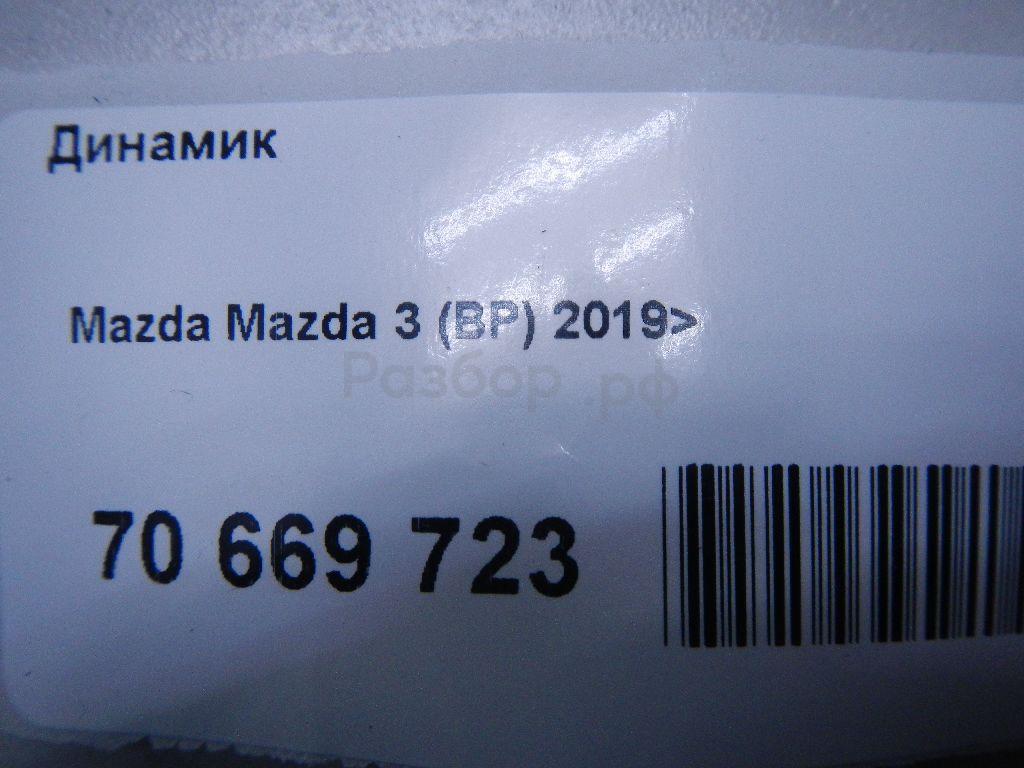 Динамик
Mazda Mazda 3 (BP) 2019>
Разбор.рф
70 669 723